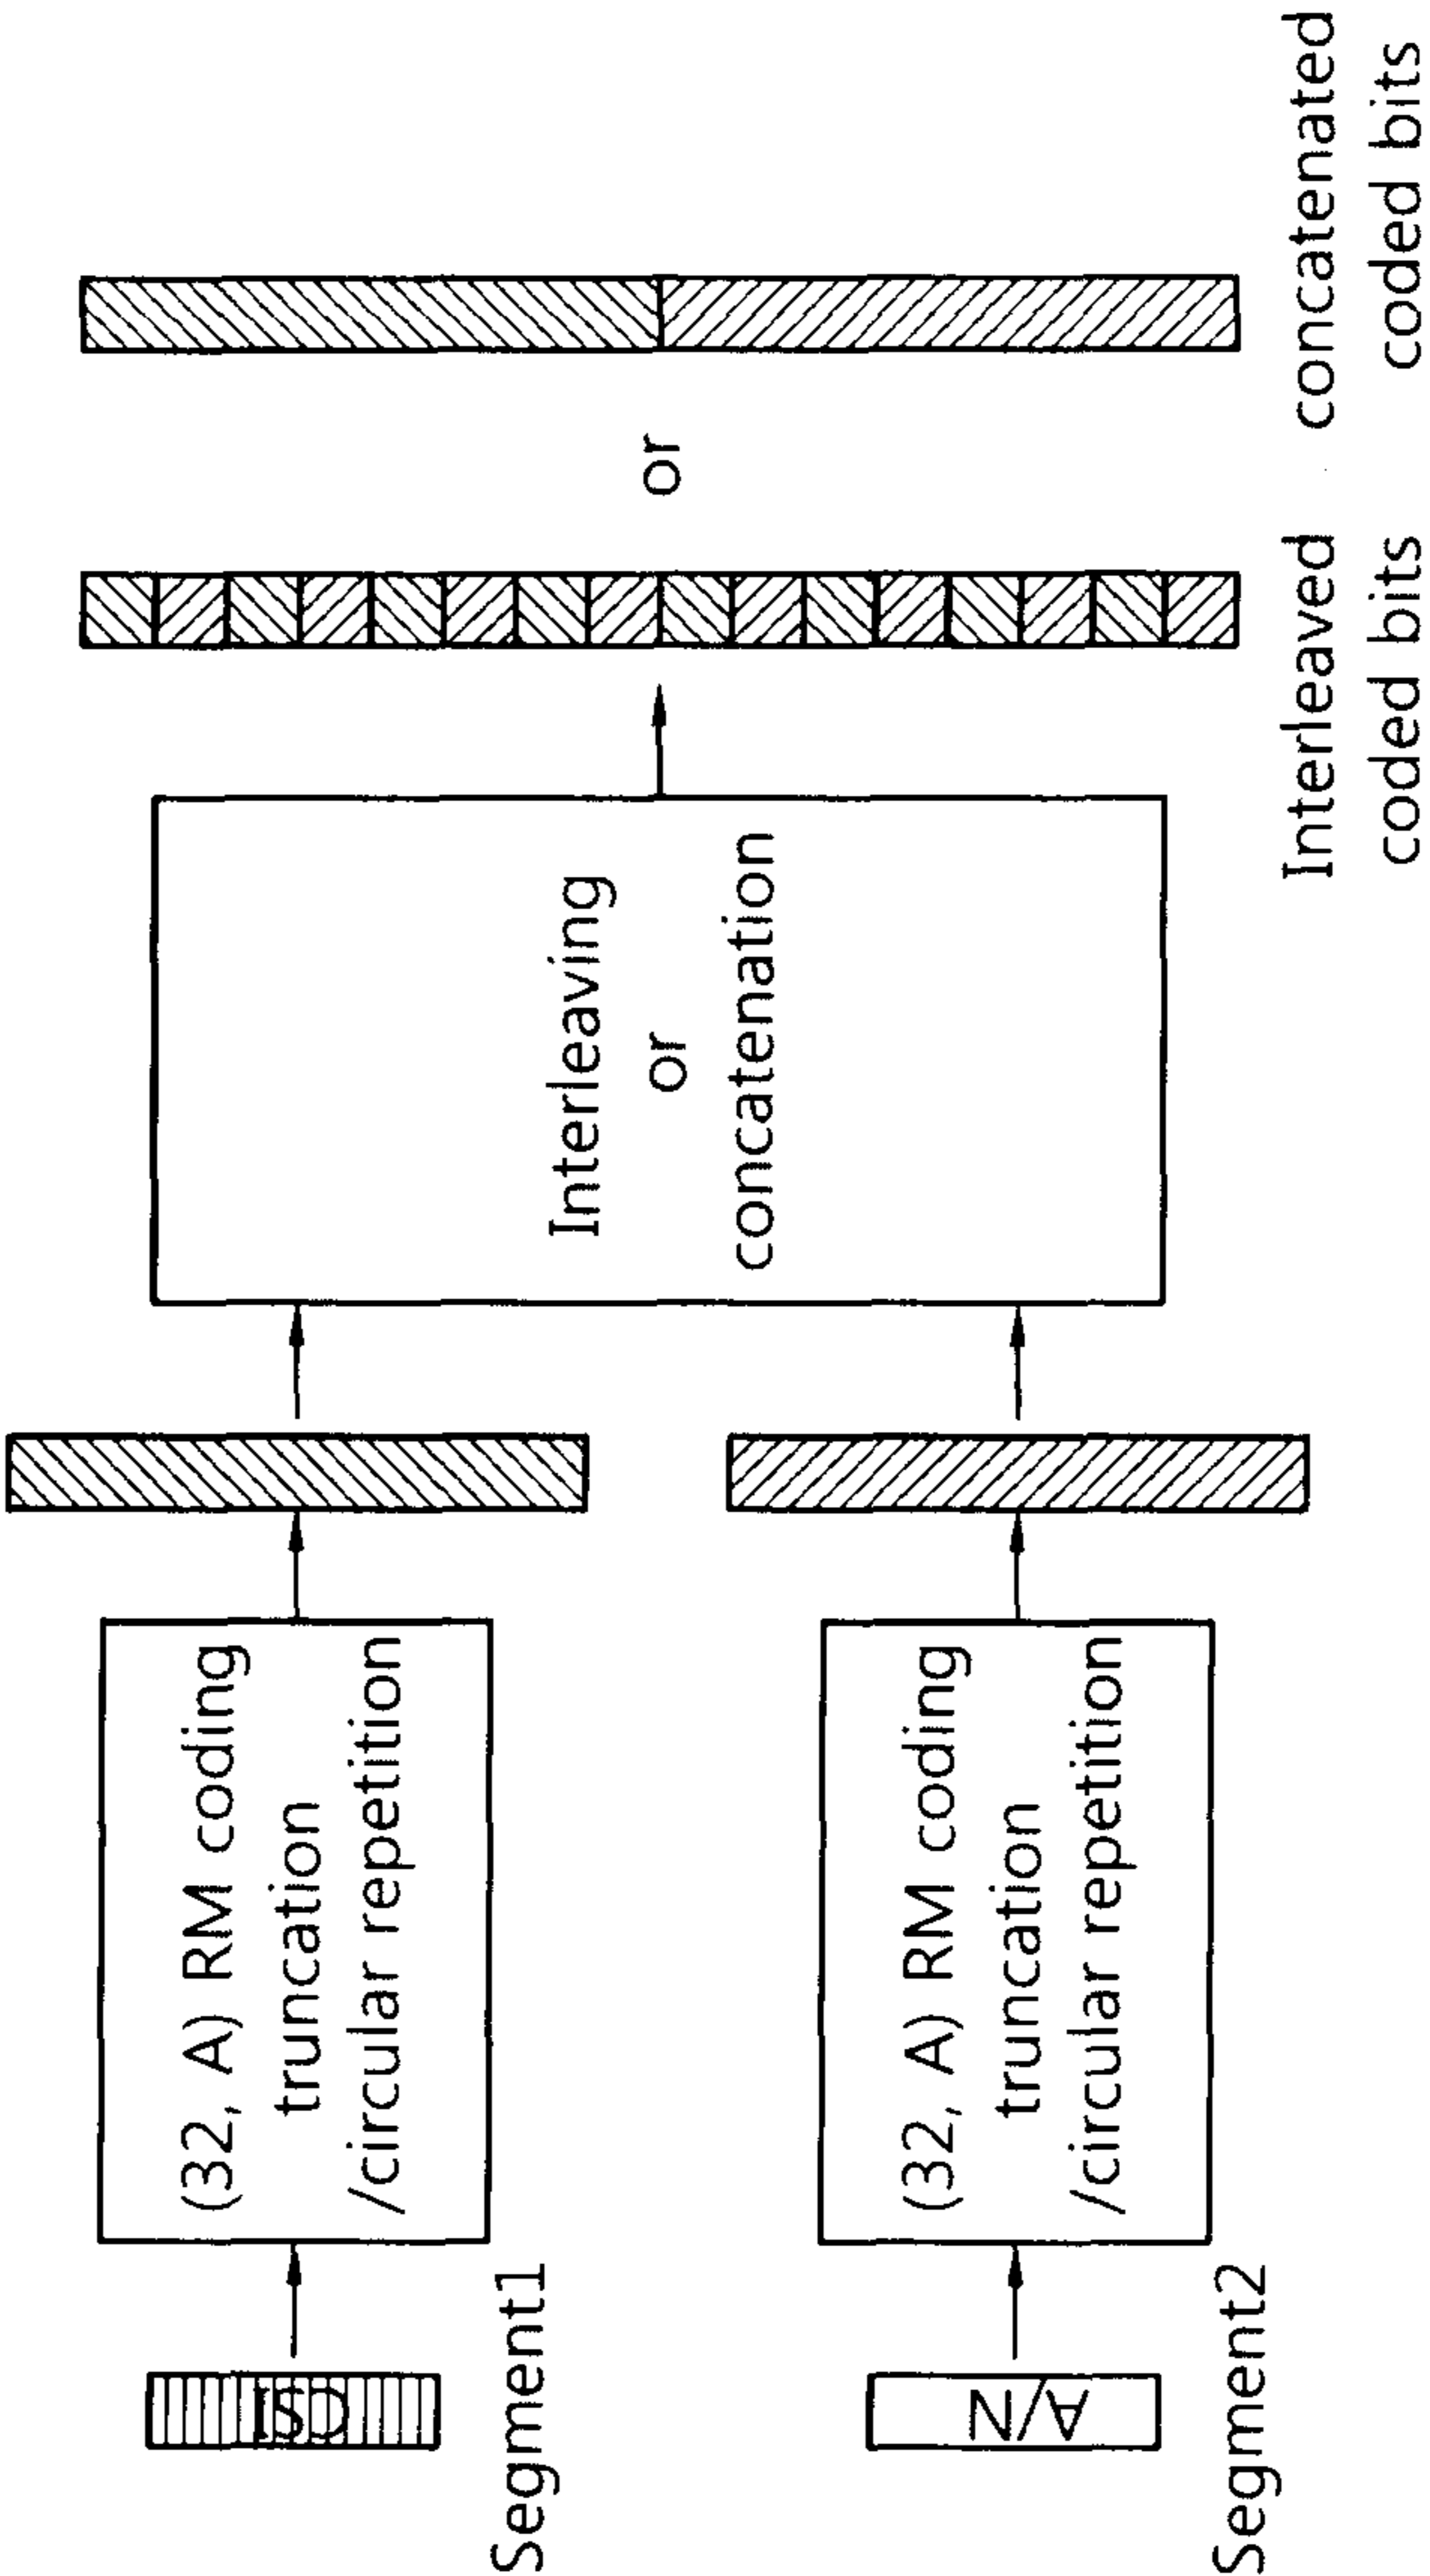 CSI
Segment1
(32, A) RM coding
truncation
/circular repetition
A/N
Segment2
(32, A) RM coding
truncation
/circular repetition
Interleaving
or
concatenation
Interleaved
coded bits
or
concatenated
coded bits